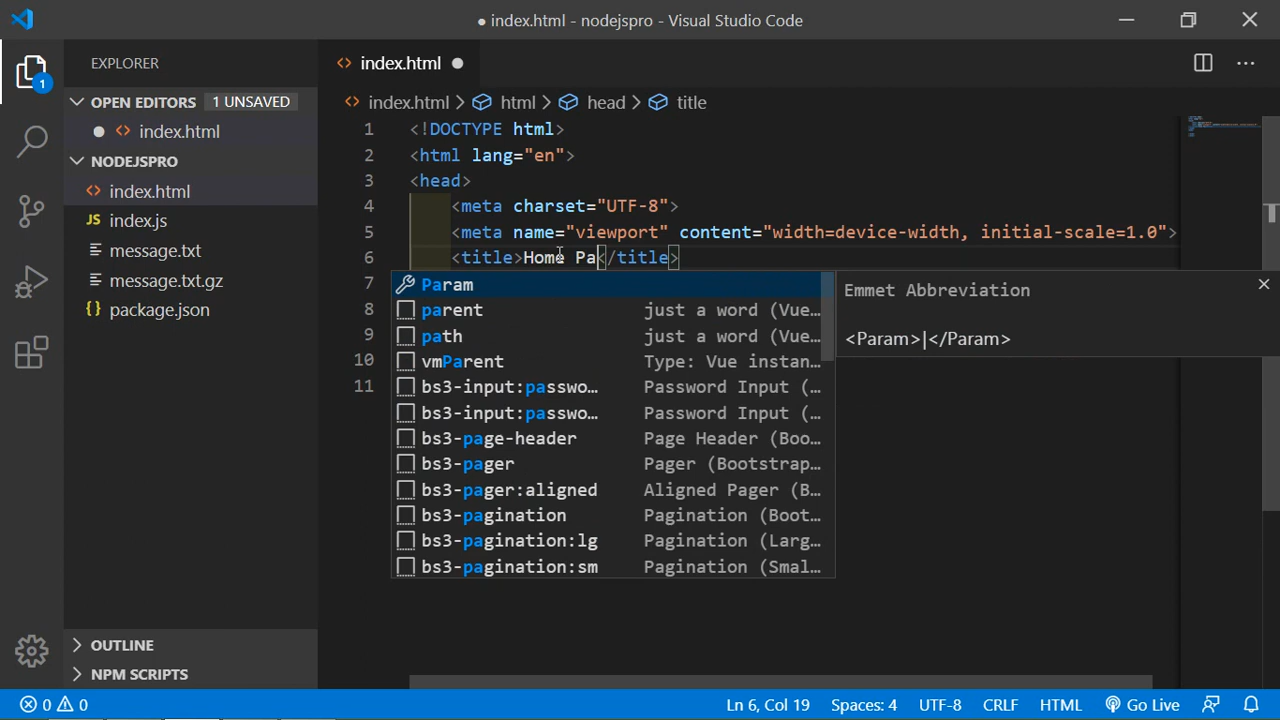 ● index.html - nodejspro - Visual Studio Code
EXPLORER
1
OPEN EDITORS 1 UNSAVED
● <> index.html
NODEJSPRO
<> index.html
JS index.js
message.txt
message.txt.gz
{} package.json
OUTLINE
NPM SCRIPTS
<> index.html ●
<> index.html > html > head > title
1 <!DOCTYPE html>
2 <html lang="en">
3 <head>
4 <meta charset="UTF-8">
5 <meta name="viewport" content="width=device-width, initial-scale=1.0">
6 <title>Home Pa</title>
7
8
9
10
11
Param
parent just a word (Vue…
path just a word (Vue…
vmParent Type: Vue instan…
bs3-input:passwo… Password Input (…
bs3-input:passwo… Password Input (…
bs3-page-header Page Header (Boo…
bs3-pager Pager (Bootstrap…
bs3-pager:aligned Aligned Pager (B…
bs3-pagination Pagination (Boot…
bs3-pagination:lg Pagination (Larg…
bs3-pagination:sm Pagination (Smal…
Emmet Abbreviation
<Param>|</Param>
0 0 Ln 6, Col 19 Spaces: 4 UTF-8 CRLF HTML Go Live